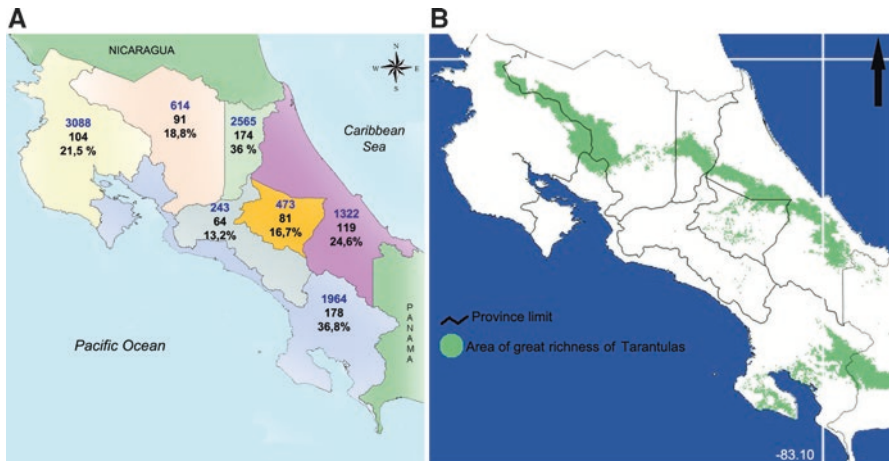 A
NICARAGUA
N
W E
S
3088
104
21,5 %
614
91
18,8%
2565
174
36 %
Caribbean
Sea
243
64
13,2%
473
81
16,7%
1322
119
24,6%
1964
178
36,8%
PANAMA
Pacific Ocean
B
Province limit
Area of great richness of Tarantulas
-83.10